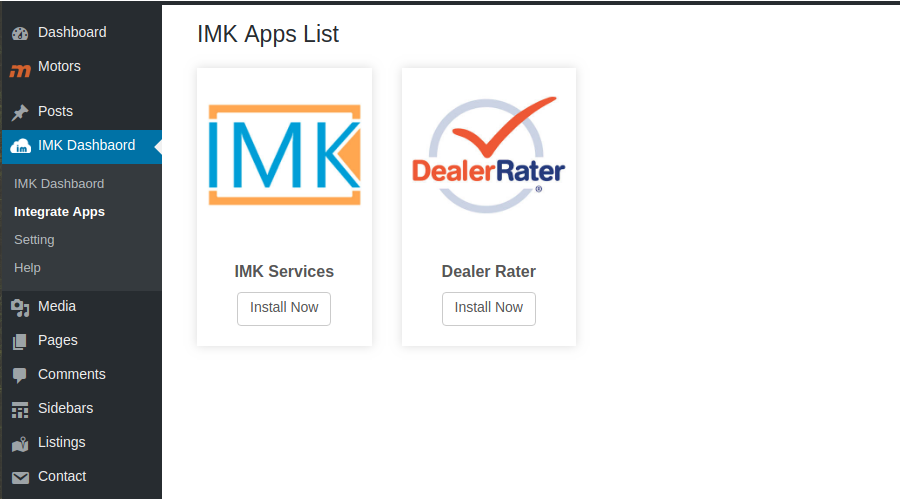 Dashboard
Motors
Posts
IMK Dashbaord
IMK Dashbaord
Integrate Apps
Setting
Help
Media
Pages
Comments
Sidebars
Listings
Contact
IMK Apps List
IMK
IMK Services
Install Now
DealerRater®
Dealer Rater
Install Now